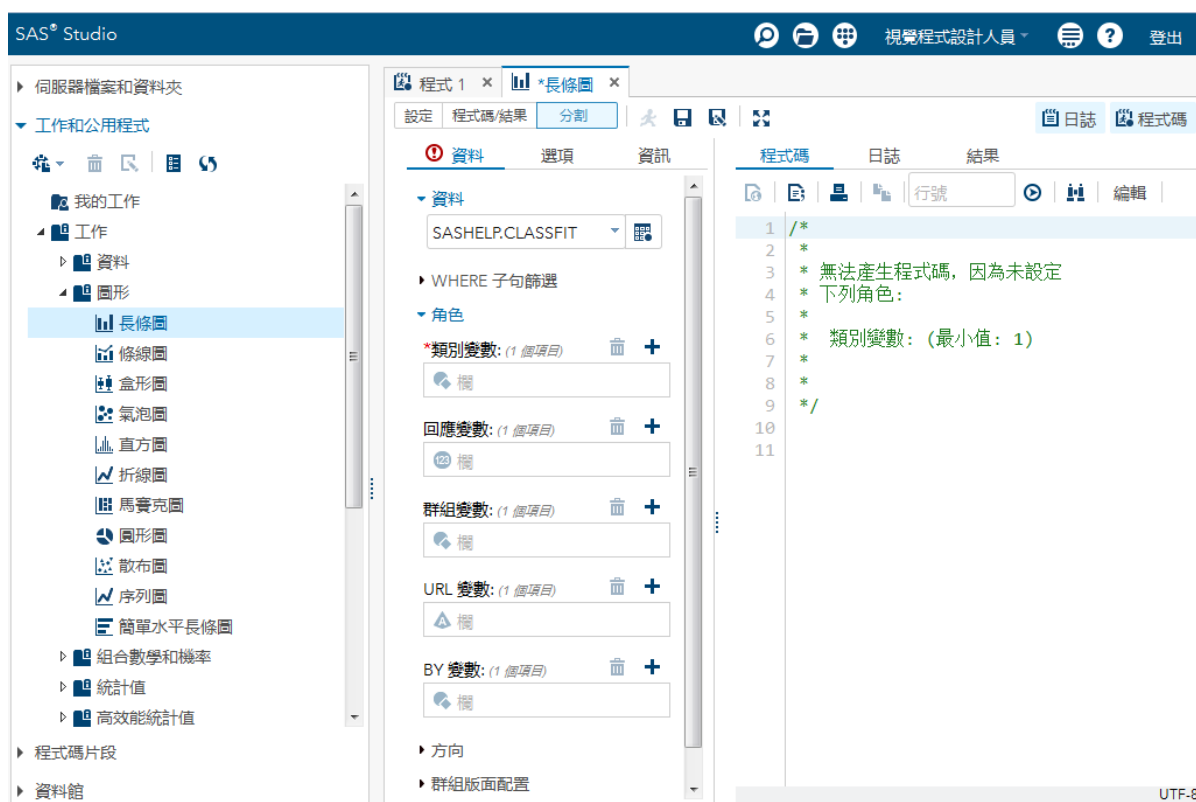 SAS® Studio
視覺程式設計人員
登出
伺服器檔案和資料夾
工作和公用程式
我的工作
工作
資料
圖形
長條圖
條線圖
盒形圖
氣泡圖
直方圖
折線圖
馬賽克圖
圓形圖
散布圖
序列圖
簡單水平長條圖
組合數學和機率
統計值
高效能統計值
程式碼片段
資料館
程式 1
*長條圖
設定 程式碼/結果 分割
日誌 程式碼
資料 選項 資訊
資料
SASHELP.CLASSFIT
WHERE 子句篩選
角色
*類別變數: (1 個項目)
欄
回應變數: (1 個項目)
123 欄
群組變數: (1 個項目)
欄
URL 變數: (1 個項目)
A 欄
BY 變數: (1 個項目)
欄
方向
群組版面配置
程式碼 日誌 結果
行號 編輯
1 /*
2 *
3 * 無法產生程式碼，因為未設定
4 * 下列角色:
5 *
6 * 類別變數: (最小值: 1)
7 *
8 *
9 */
10
11
UTF-8